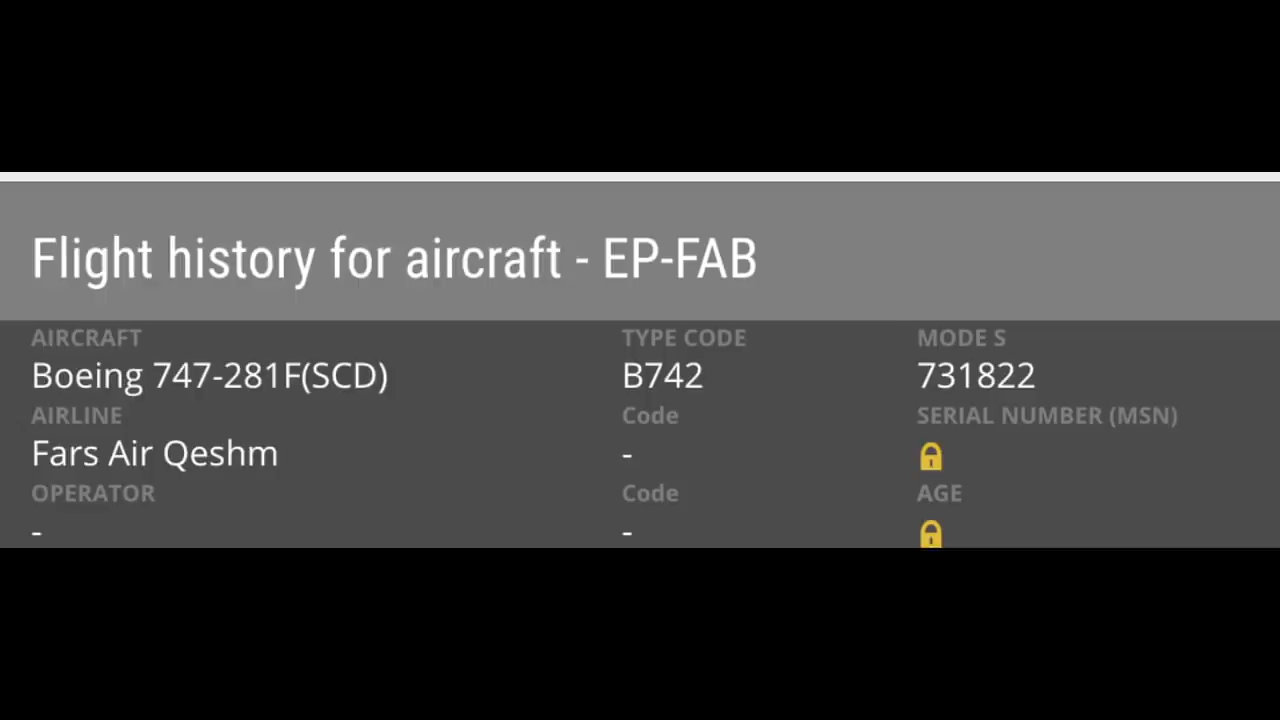 Flight history for aircraft - EP-FAB
AIRCRAFT TYPE CODE MODE S
Boeing 747-281F(SCD) B742 731822
AIRLINE Code SERIAL NUMBER (MSN)
Fars Air Qeshm -
OPERATOR Code AGE
- -